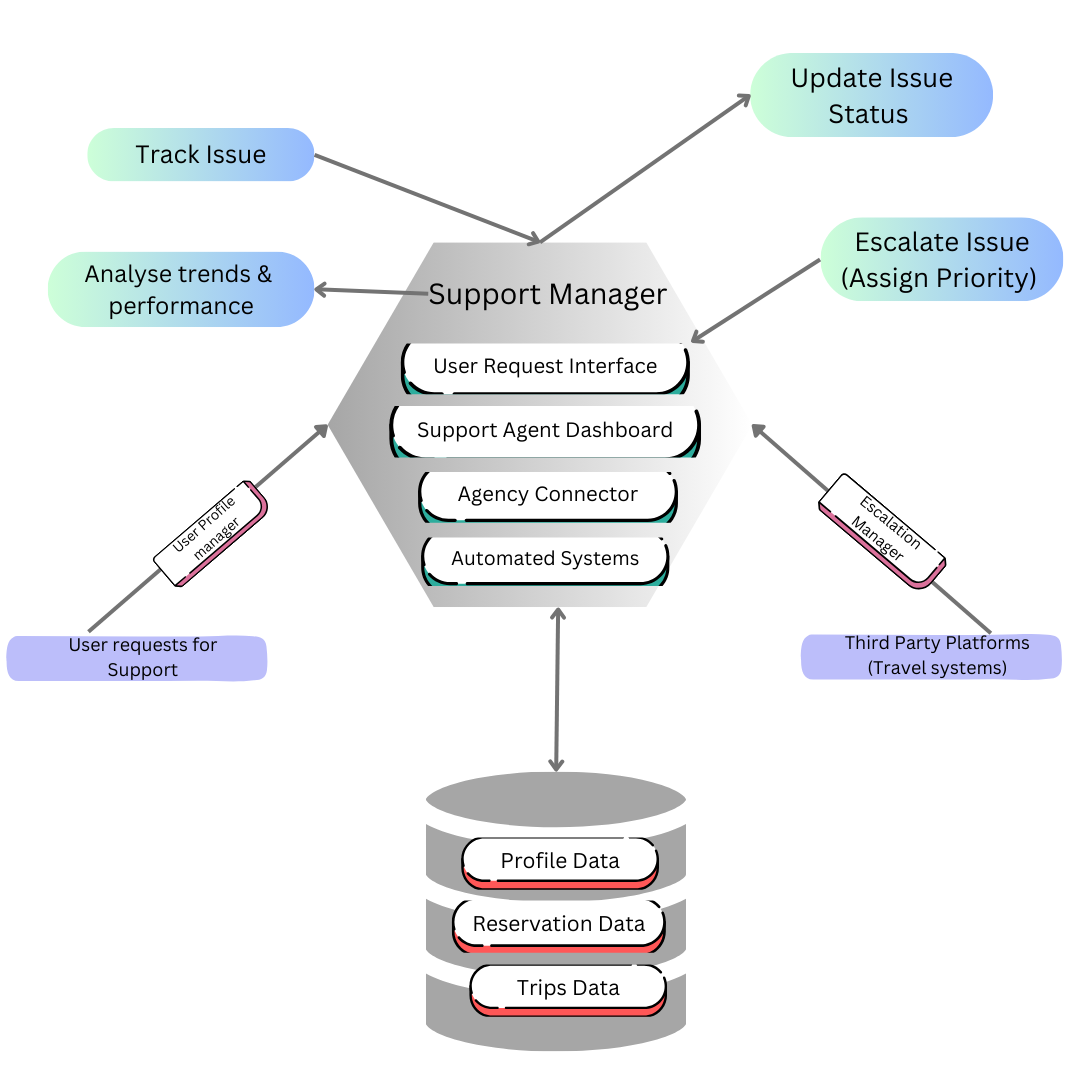 Update Issue
Status
Track Issue
Escalate Issue
(Assign Priority)
Analyse trends &
performance
Support Manager
User Request Interface
Support Agent Dashboard
Agency Connector
Automated Systems
User Profile
manager
Escalation
Manager
User requests for
Support
Third Party Platforms
(Travel systems)
Profile Data
Reservation Data
Trips Data